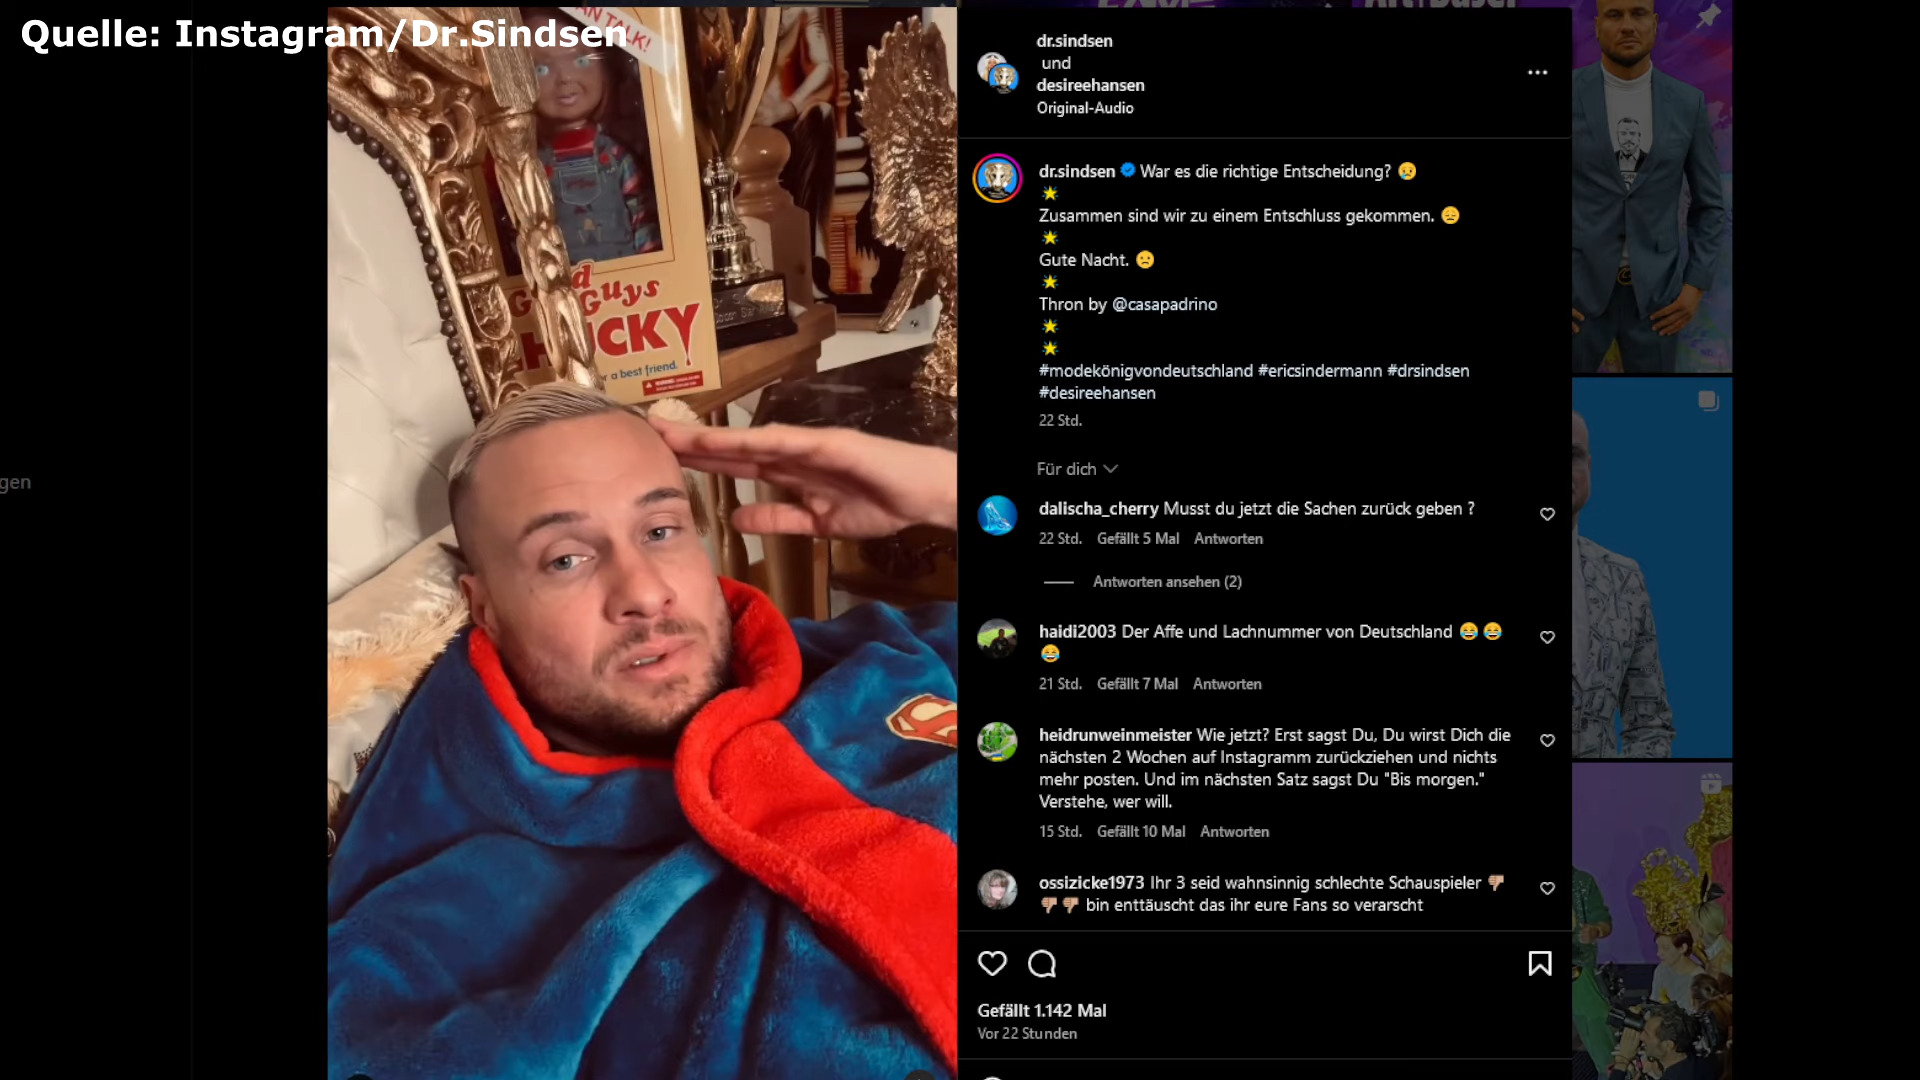 Quelle: Instagram/Dr.Sindsen
AN TALK!
Good
Guys
CHUCKY
r a best friend.
dr.sindsen
und
desireehansen
Original-Audio
dr.sindsen War es die richtige Entscheidung? 😢
🌟
Zusammen sind wir zu einem Entschluss gekommen. 😔
🌟
Gute Nacht. 🙁
🌟
Thron by @casapadrino
🌟
🌟
#modekönigvondeutschland #ericsindermann #drsindsen
#desireehansen
22 Std.
Für dich
gen
dalischa_cherry Musst du jetzt die Sachen zurück geben ?
22 Std. Gefällt 5 Mal Antworten
Antworten ansehen (2)
haidi2003 Der Affe und Lachnummer von Deutschland 😂😂
😂
21 Std. Gefällt 7 Mal Antworten
heidrunweinmeister Wie jetzt? Erst sagst Du, Du wirst Dich die
nächsten 2 Wochen auf Instagramm zurückziehen und nichts
mehr posten. Und im nächsten Satz sagst Du "Bis morgen."
Verstehe, wer will.
15 Std. Gefällt 10 Mal Antworten
ossizicke1973 Ihr 3 seid wahnsinnig schlechte Schauspieler 👎🏼
👎🏼👎🏼 bin enttäuscht das ihr eure Fans so verarscht
Gefällt 1.142 Mal
Vor 22 Stunden